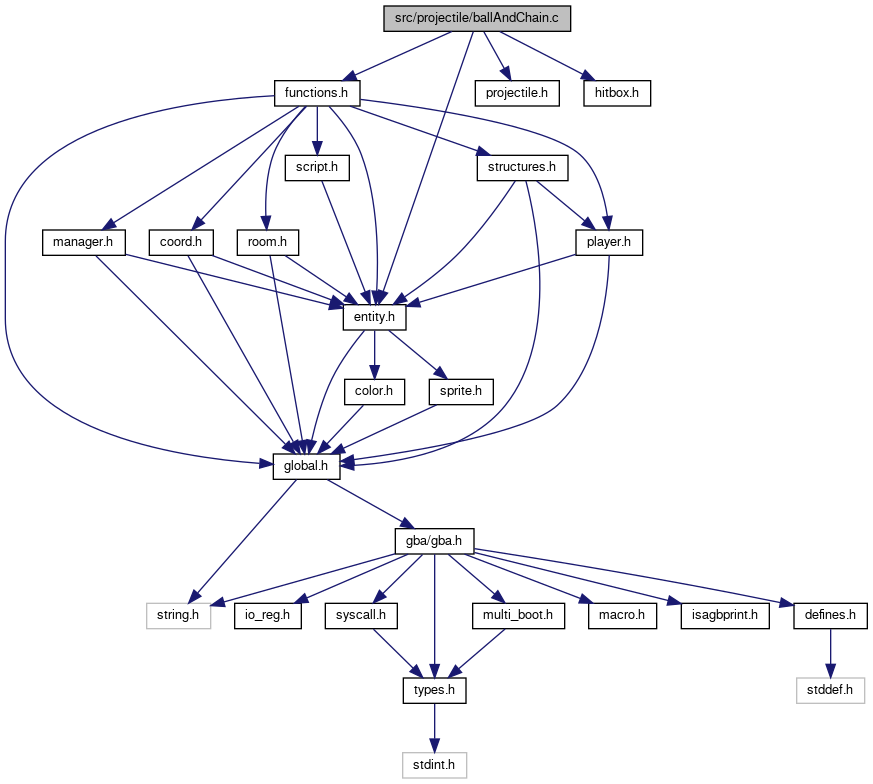 src/projectile/ballAndChain.c
functions.h
projectile.h
hitbox.h
script.h
structures.h
manager.h
coord.h
room.h
player.h
entity.h
color.h
sprite.h
global.h
gba/gba.h
string.h
io_reg.h
syscall.h
multi_boot.h
macro.h
isagbprint.h
defines.h
types.h
stddef.h
stdint.h